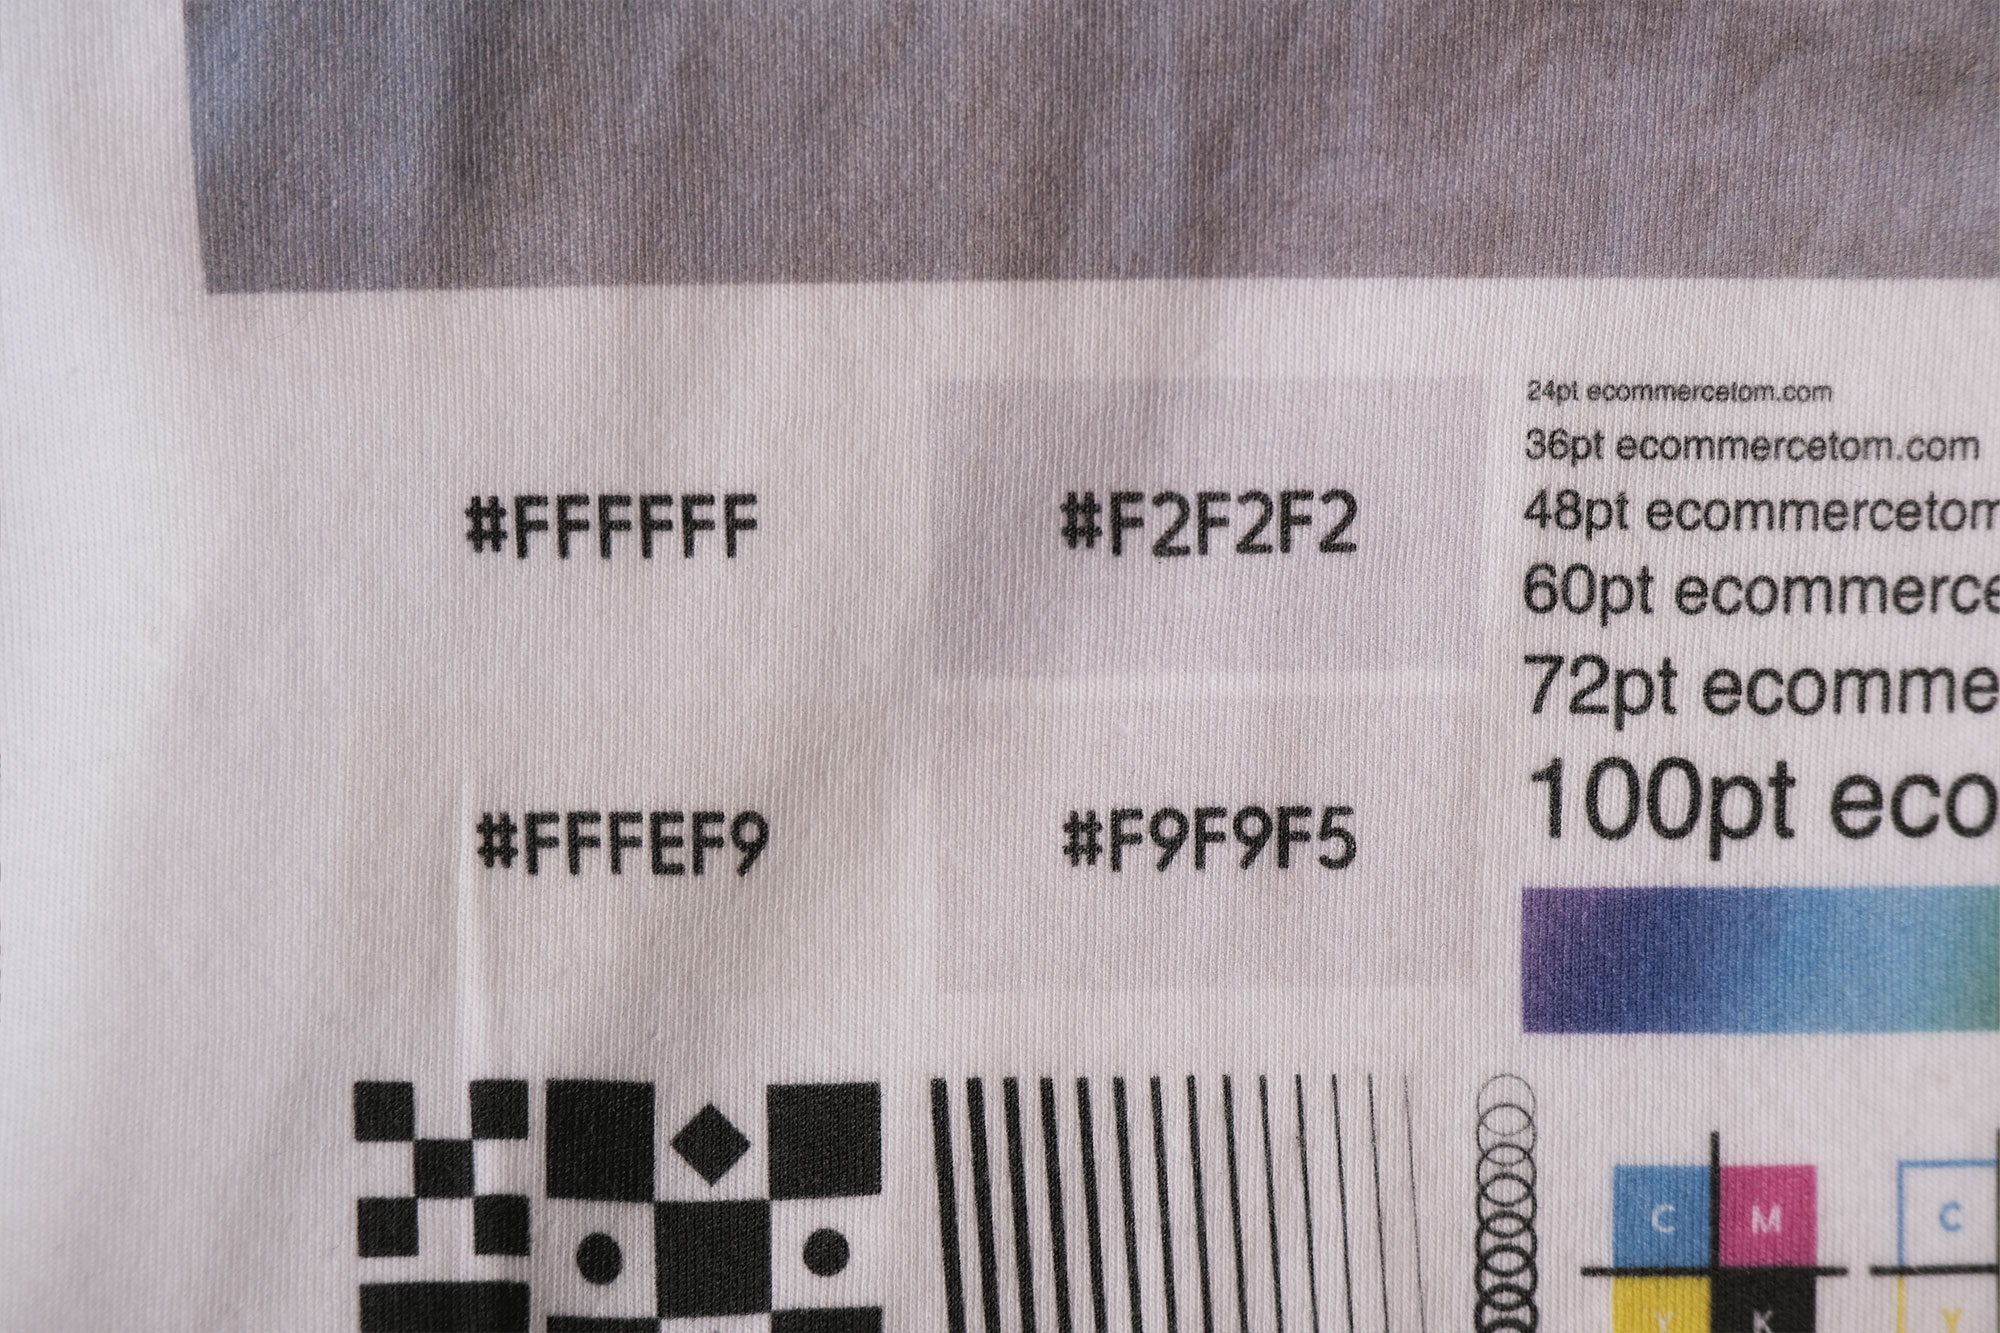 24pt ecommercetom.com
36pt ecommercetom.com
48pt ecommercetom
60pt ecommerce
72pt ecomme
100pt eco
#FFFFFF
#F2F2F2
#FFFEF9
#F9F9F5
C
M
C
Y
K
Y